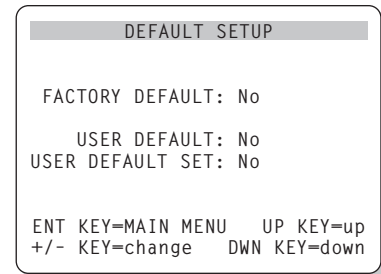 DEFAULT SETUP
FACTORY DEFAULT: No
USER DEFAULT: No
USER DEFAULT SET: No
ENT KEY=MAIN MENU UP KEY=up
+/- KEY=change DWN KEY=down